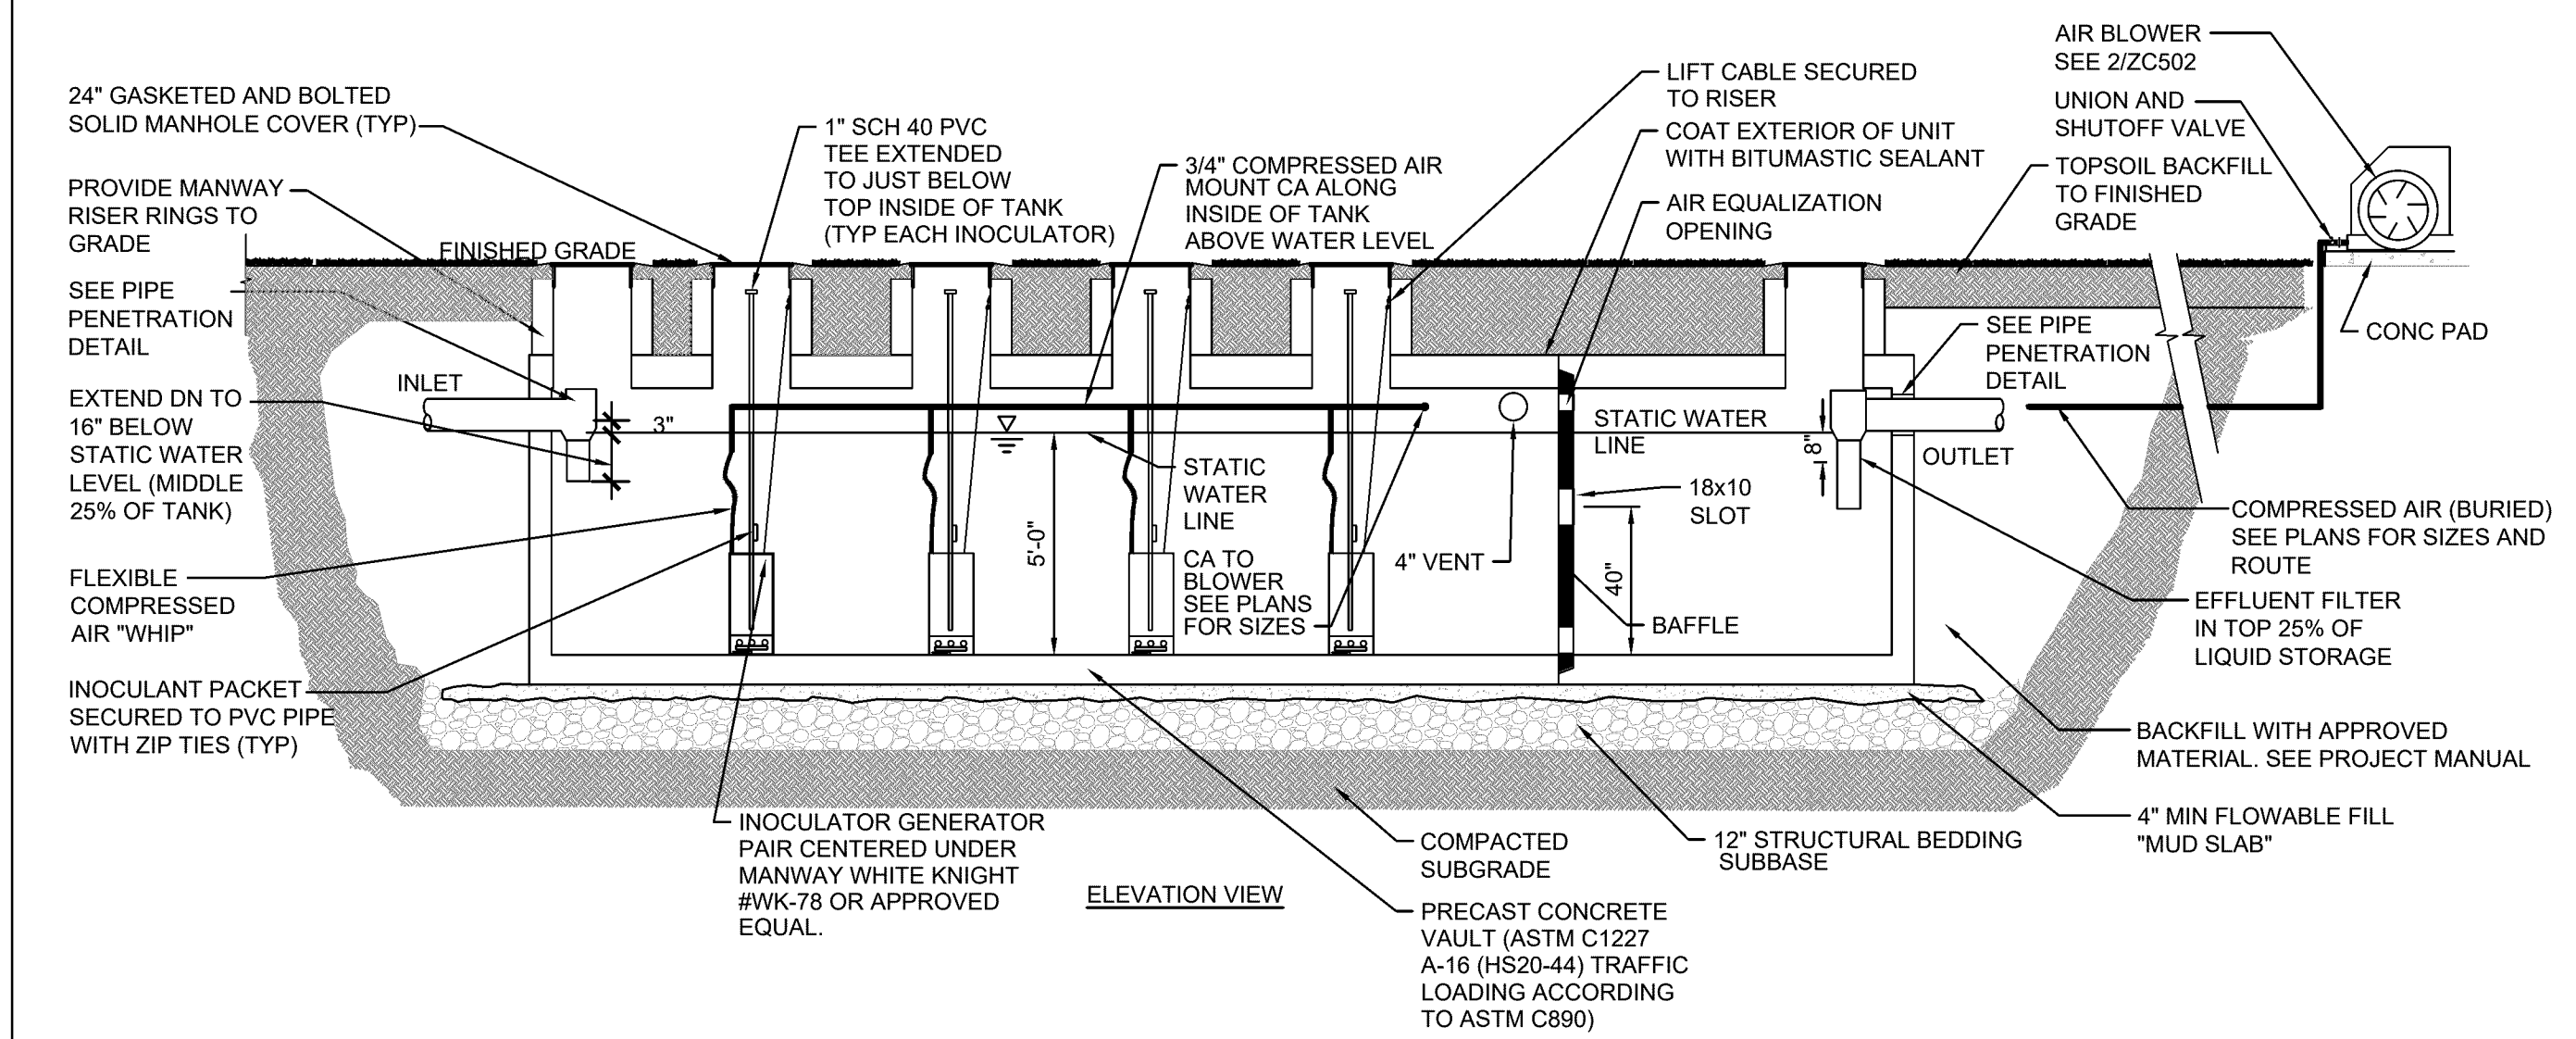 24" GASKETED AND BOLTED
SOLID MANHOLE COVER (TYP)
PROVIDE MANWAY
RISER RINGS TO
GRADE
FINISHED GRADE
SEE PIPE
PENETRATION
DETAIL
INLET
EXTEND DN TO
16" BELOW
STATIC WATER
LEVEL (MIDDLE
25% OF TANK)
3"
FLEXIBLE
COMPRESSED
AIR "WHIP"
INOCULANT PACKET
SECURED TO PVC PIPE
WITH ZIP TIES (TYP)
1" SCH 40 PVC
TEE EXTENDED
TO JUST BELOW
TOP INSIDE OF TANK
(TYP EACH INOCULATOR)
3/4" COMPRESSED AIR
MOUNT CA ALONG
INSIDE OF TANK
ABOVE WATER LEVEL
LIFT CABLE SECURED
TO RISER
COAT EXTERIOR OF UNIT
WITH BITUMASTIC SEALANT
AIR EQUALIZATION
OPENING
AIR BLOWER
SEE 2/ZC502
UNION AND
SHUTOFF VALVE
TOPSOIL BACKFILL
TO FINISHED
GRADE
CONC PAD
SEE PIPE
PENETRATION
DETAIL
STATIC WATER
LINE
8"
OUTLET
STATIC
WATER
LINE
5'-0"
CA TO
BLOWER
SEE PLANS
FOR SIZES
4" VENT
18x10
SLOT
40"
BAFFLE
COMPRESSED AIR (BURIED)
SEE PLANS FOR SIZES AND
ROUTE
EFFLUENT FILTER
IN TOP 25% OF
LIQUID STORAGE
BACKFILL WITH APPROVED
MATERIAL. SEE PROJECT MANUAL
4" MIN FLOWABLE FILL
"MUD SLAB"
12" STRUCTURAL BEDDING
SUBBASE
COMPACTED
SUBGRADE
INOCULATOR GENERATOR
PAIR CENTERED UNDER
MANWAY WHITE KNIGHT
#WK-78 OR APPROVED
EQUAL.
ELEVATION VIEW
PRECAST CONCRETE
VAULT (ASTM C1227
A-16 (HS20-44) TRAFFIC
LOADING ACCORDING
TO ASTM C890)